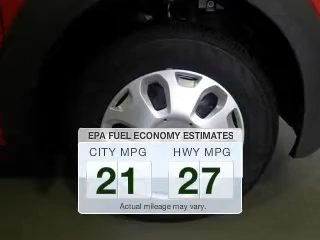 EPA FUEL ECONOMY ESTIMATES
CITY MPG HWY MPG
21 27
Actual mileage may vary.